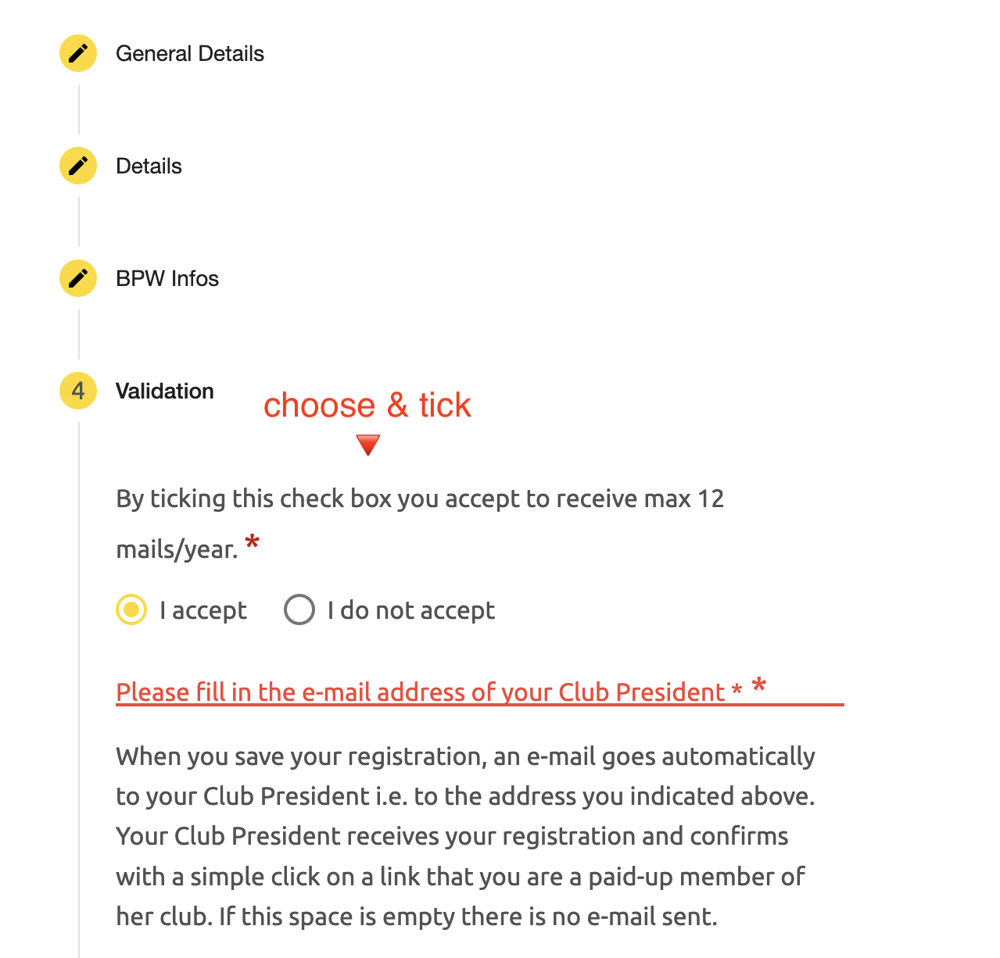 General Details
Details
BPW Infos
4 Validation
choose & tick
By ticking this check box you accept to receive max 12
mails/year. *
I accept I do not accept
Please fill in the e-mail address of your Club President * *
When you save your registration, an e-mail goes automatically
to your Club President i.e. to the address you indicated above.
Your Club President receives your registration and confirms
with a simple click on a link that you are a paid-up member of
her club. If this space is empty there is no e-mail sent.